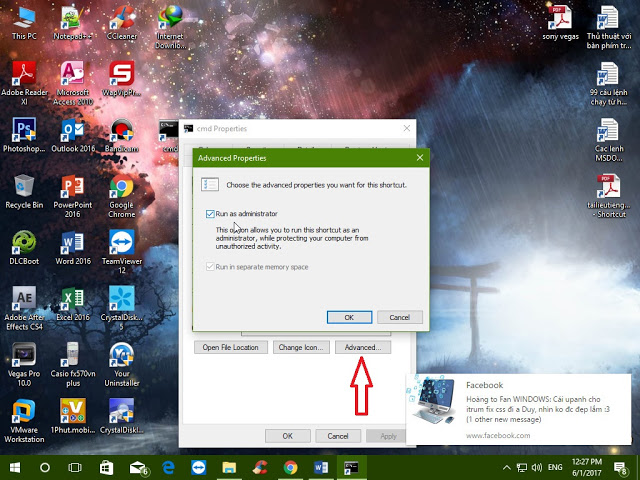 This PC
Notepad++
CCleaner
Internet
Downlo...
sony vegas
Thủ thuật với
bàn phím tr...
Adobe Reader
XI
Microsoft
Access 2010
WapVipPr...
99 câu lệnh
chạy từ h...
Photoshop...
Outlook 2016
Bandicam
cmd
Các lenh
MSDO...
Recycle Bin
PowerPoint
2016
Google
Chrome
tailieutieng...
- Shortcut
DLCBoot
Word 2016
TeamViewer
12
Adobe After
Effects CS4
Excel 2016
CrystalDisk...
5
Vegas Pro
10.0
Casio fx570vn
plus
Your
Uninstaller
VMware
Workstation
1Phut.mobi...
CrystalDiskI...
cmd Properties
Advanced Properties
Choose the advanced properties you want for this shortcut.
Run as administrator
This option allows you to run this shortcut as an
administrator, while protecting your computer from
unauthorized activity.
Run in separate memory space
OK
Cancel
Open File Location
Change Icon...
Advanced...
OK
Cancel
Apply
Facebook
Hoàng to Fan WINDOWS: Cái upanh cho
itrum fix css đi a Duy, nhìn ko đc đẹp lắm :3
(1 other new message)
www.facebook.com
ENG
12:27 PM
6/1/2017